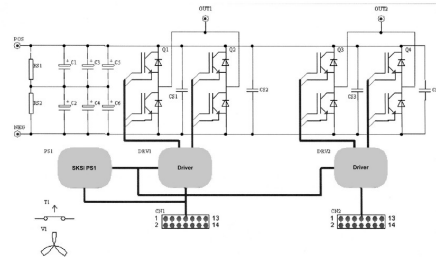 OUT1
OUT2
POS
Q1
Q2
Q3
Q4
RS1
C1
C3
C5
CS1
CS2
CS3
RS2
C2
C4
C6
NEG
PS1
DRV1
DRV2
SKSI PS1
Driver
Driver
T1
CN1
CN2
1
13
2
14
1
13
2
14
V1